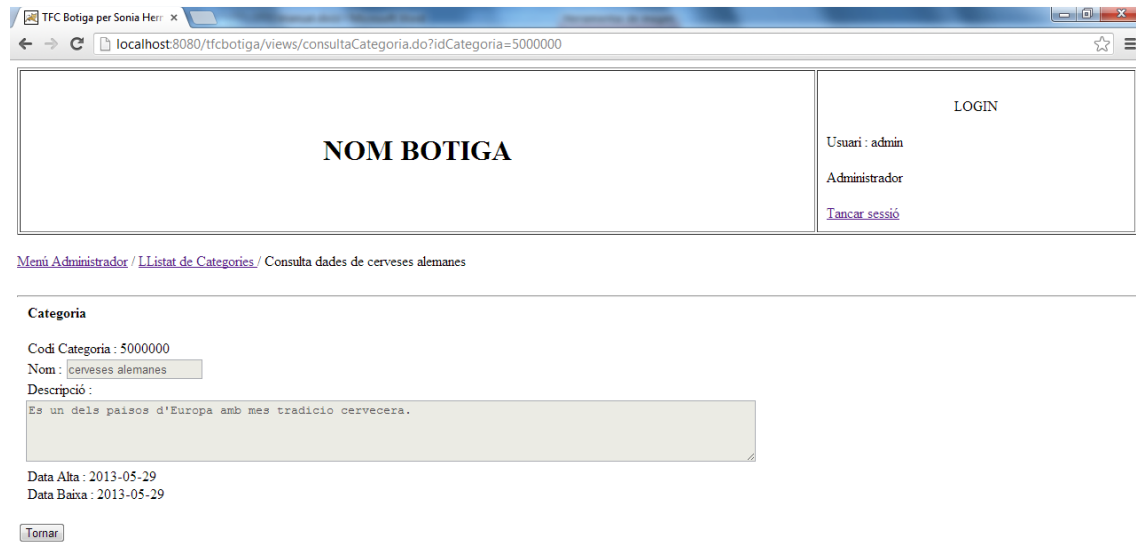 TFC Botiga per Sonia Herr
localhost:8080/tfcbotiga/views/consultaCategoria.do?idCategoria=5000000
NOM BOTIGA
LOGIN
Usuari : admin
Administrador
Tancar sessió
Menú Administrador / LListat de Categories / Consulta dades de cerveses alemanes
Categoria
Codi Categoria : 5000000
Nom : cerveses alemanes
Descripció :
Es un dels paisos d'Europa amb mes tradicio cervecera.
Data Alta : 2013-05-29
Data Baixa : 2013-05-29
Tornar